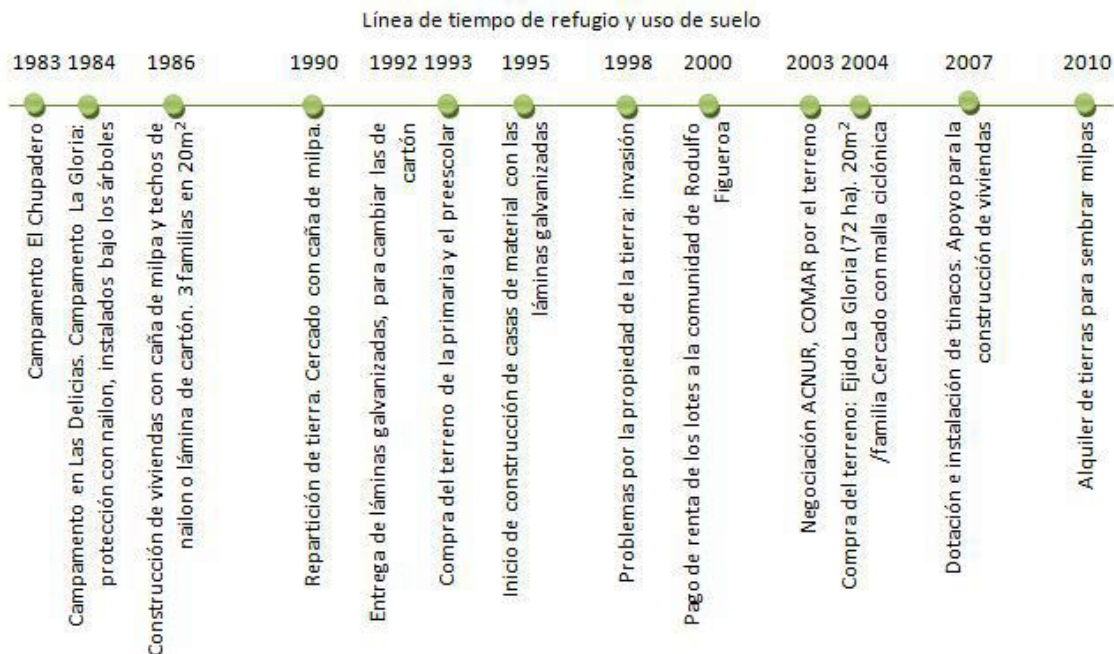 Línea de tiempo de refugio y uso de suelo
1983 1984 1986 1990 1992 1993 1995 1998 2000 2003 2004 2007 2010
Campamento El Chupadero
Campamento en Las Delicias. Campamento La Gloria:
protección con nailon, instalados bajo los árboles
Construcción de viviendas con caña de milpa y techos de
nailon o lámina de cartón. 3 familias en 20m²
Repartición de tierra. Cercado con caña de milpa.
Entrega de láminas galvanizadas, para cambiar las de
cartón
Compra del terreno de la primaria y el preescolar
Inicio de construcción de casas de material con las
láminas galvanizadas
Problemas por la propiedad de la tierra: invasión
Pago de renta de los lotes a la comunidad de Rodulfo
Figueroa
Negociación ACNUR, COMAR por el terreno
Compra del terreno: Ejido La Gloria (72 ha). 20m²
/familia Cercado con malla ciclónica
Dotación e instalación de tinacos. Apoyo para la
construcción de viviendas
Alquiler de tierras para sembrar milpas